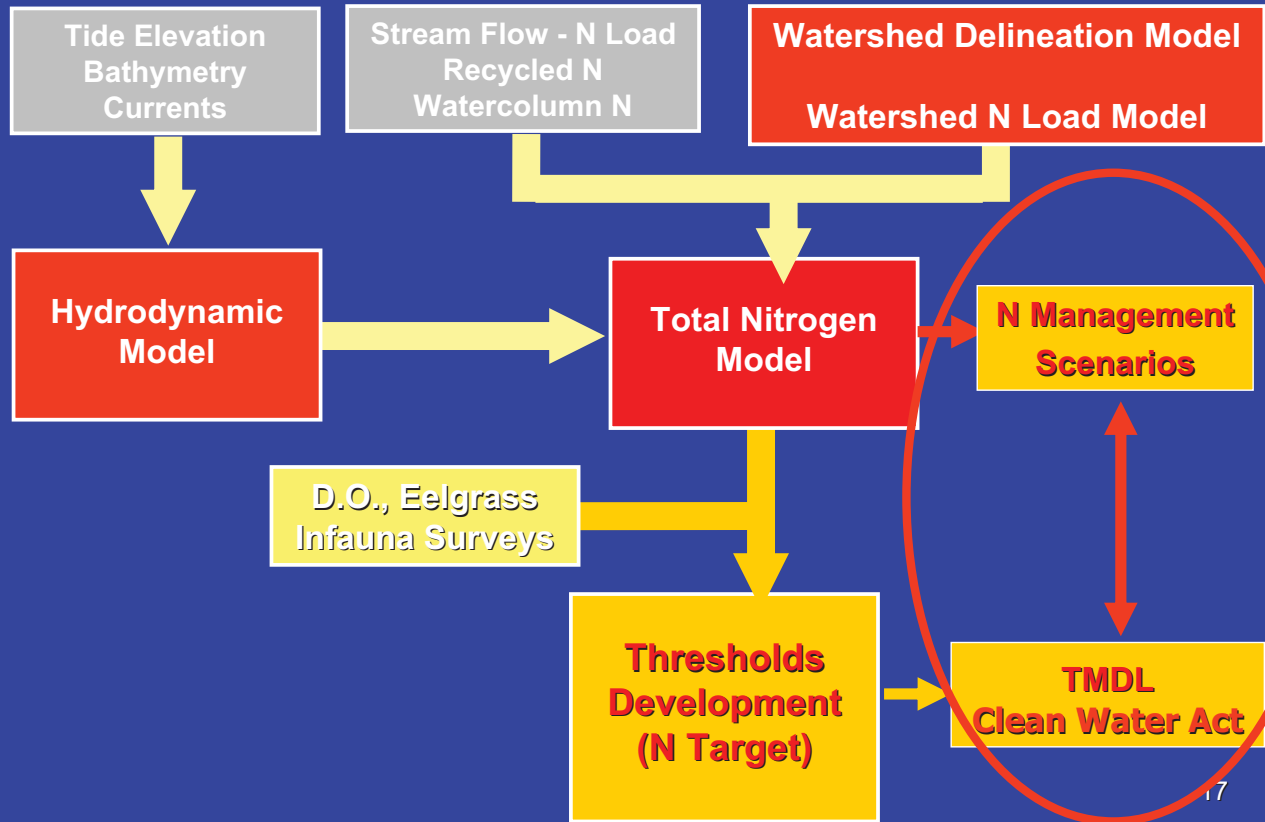 Tide Elevation
Bathymetry
Currents
Stream Flow - N Load
Recycled N
Watercolumn N
Watershed Delineation Model
Watershed N Load Model
Hydrodynamic
Model
Total Nitrogen
Model
N Management
Scenarios
D.O., Eelgrass
Infauna Surveys
Thresholds
Development
(N Target)
TMDL
Clean Water Act
17